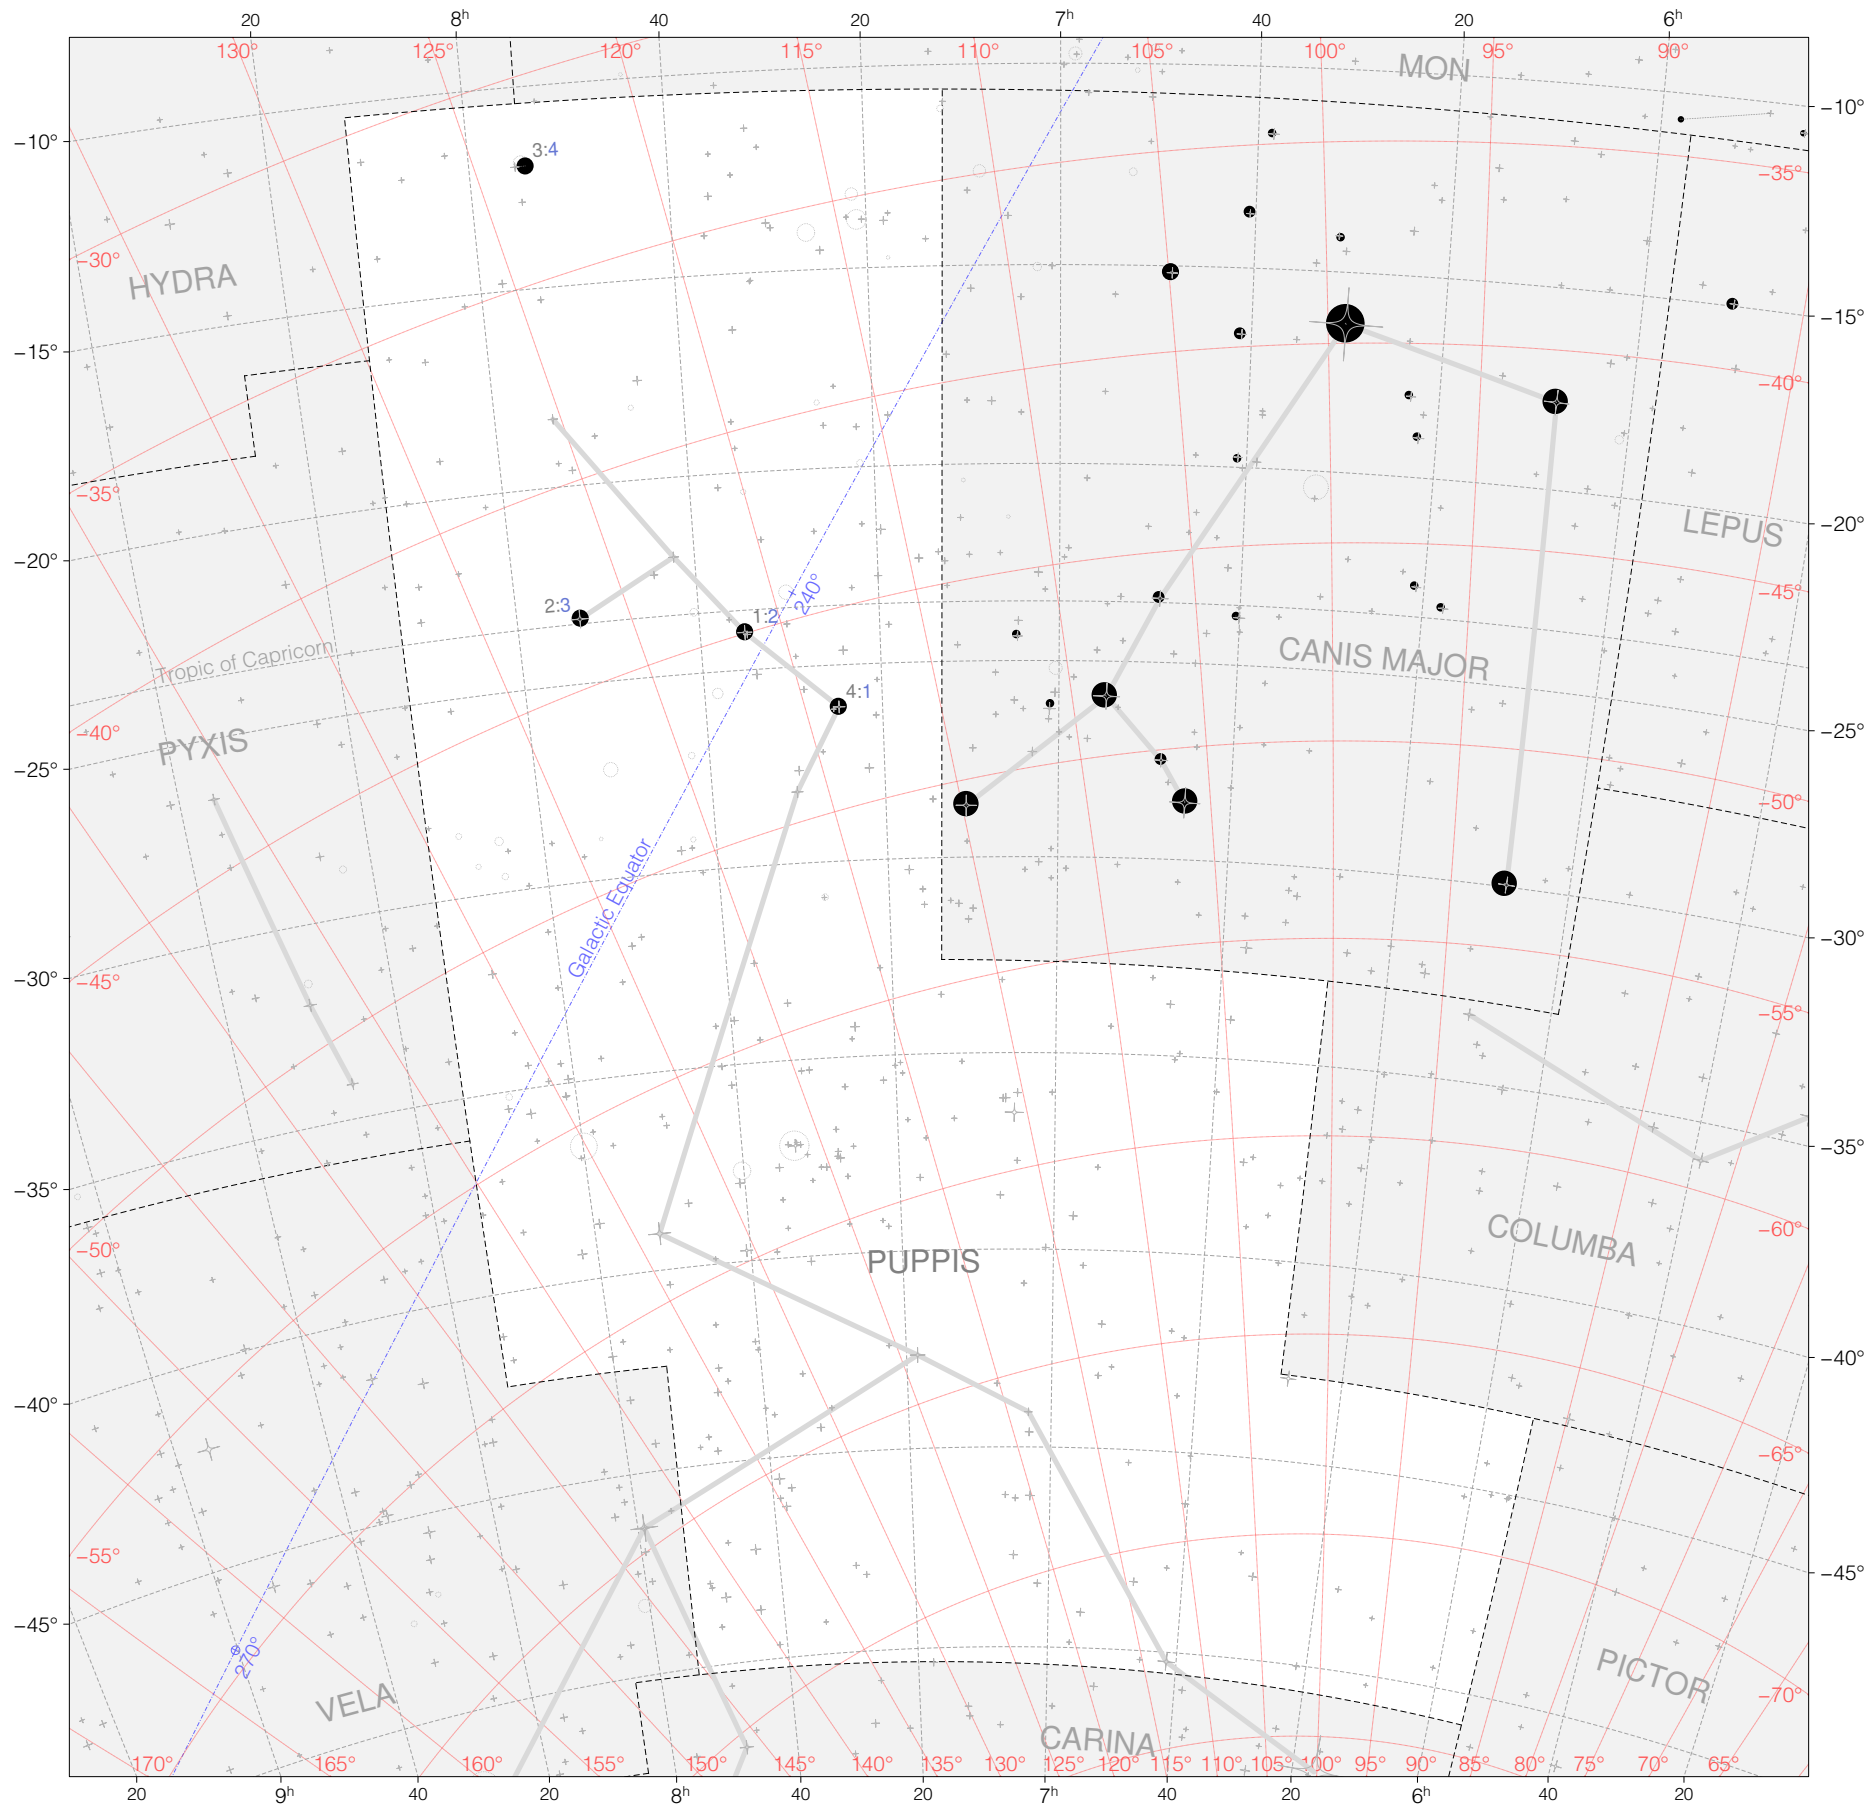 20 8h 40 20 7h 40 20 6h
130° 125° 120° 115° 110° 105° 100° 95° 90°
MON
−10°
−10°
3:4
−35°
−30°
HYDRA
−15°
−15°
−40°
−35°
−20°
LEPUS
−20°
240°
−45°
2:3
1:2
Tropic of Capricorn
CANIS MAJOR
4:1
−40°
PYXIS
−25°
−25°
−50°
Galactic Equator
−30°
−30°
−45°
−55°
−35°
−35°
−60°
−50°
COLUMBA
PUPPIS
−40°
−40°
−65°
−55°
−45°
−45°
270°
VELA
PICTOR
−70°
CARINA
170° 165° 160° 155° 150° 145° 140° 135° 130° 125° 120° 115° 110° 105° 100° 95° 90° 85° 80° 75° 70° 65°
20 9h 40 20 8h 40 20 7h 40 20 6h 40 20